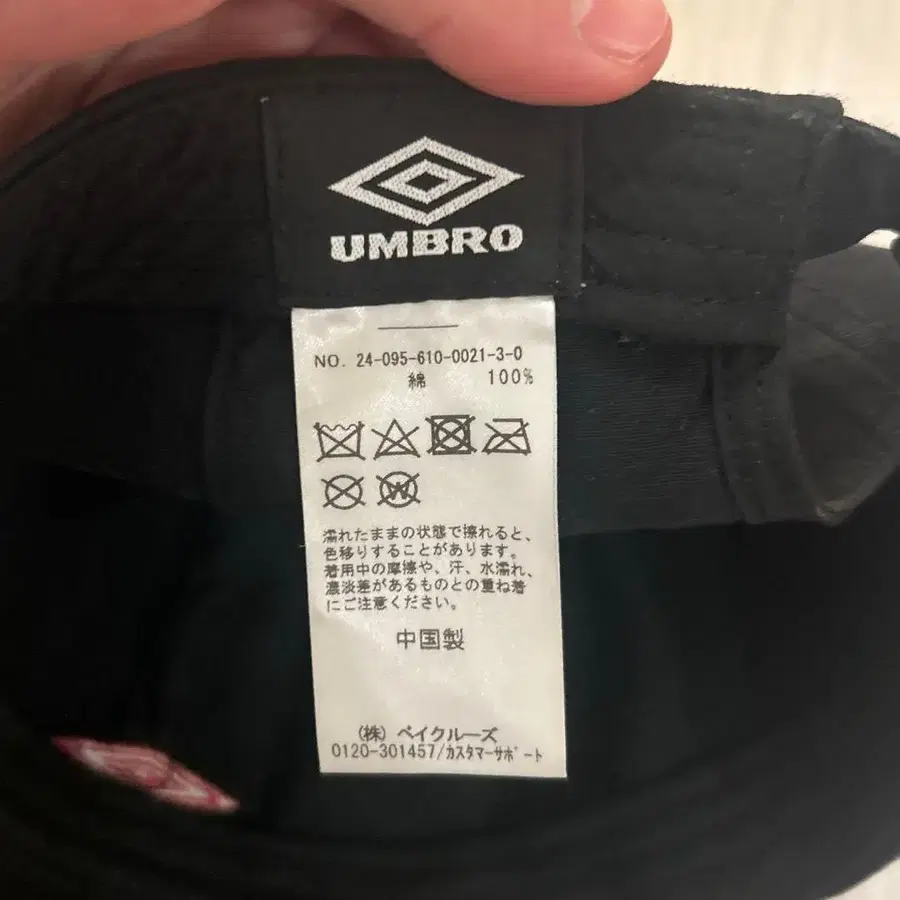 UMBRO
NO. 24-095-610-0021-3-0
綿 100%
W
濡れたままの状態で擦れると、
色移りすることがあります。
着用中の摩擦や、汗、水濡れ、
濃淡差があるものとの重ね着
にご注意ください。
中国製
(株) ベイクルーズ
0120-301457/カスタマーサポート